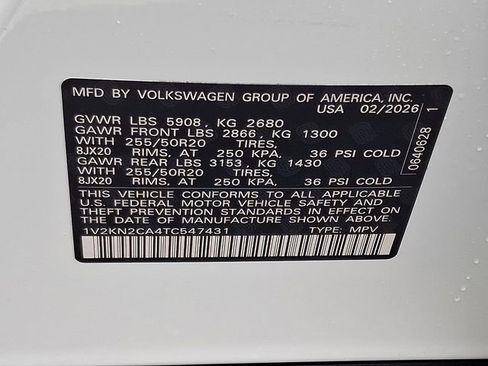 MFD. BY VOLKSWAGEN GROUP OF AMERICA, INC.
USA 02/2026
GVWR LBS 5908, KG 2680
GAWR FRONT LBS 2866, KG 1300
WITH 255/50R20 TIRES,
8JX20 RIMS, AT 250 KPA, 36 PSI COLD
GAWR REAR LBS 3153, KG 1430
WITH 255/50R20 TIRES,
8JX20 RIMS, AT 250 KPA, 36 PSI COLD
THIS VEHICLE CONFORMS TO ALL APPLICABLE
U.S. FEDERAL MOTOR VEHICLE SAFETY AND
THEFT PREVENTION STANDARDS IN EFFECT ON
THE DATE OF MANUFACTURE SHOWN ABOVE.
1V2KN2CA4TC547431 TYPE: MPV
0640628 1